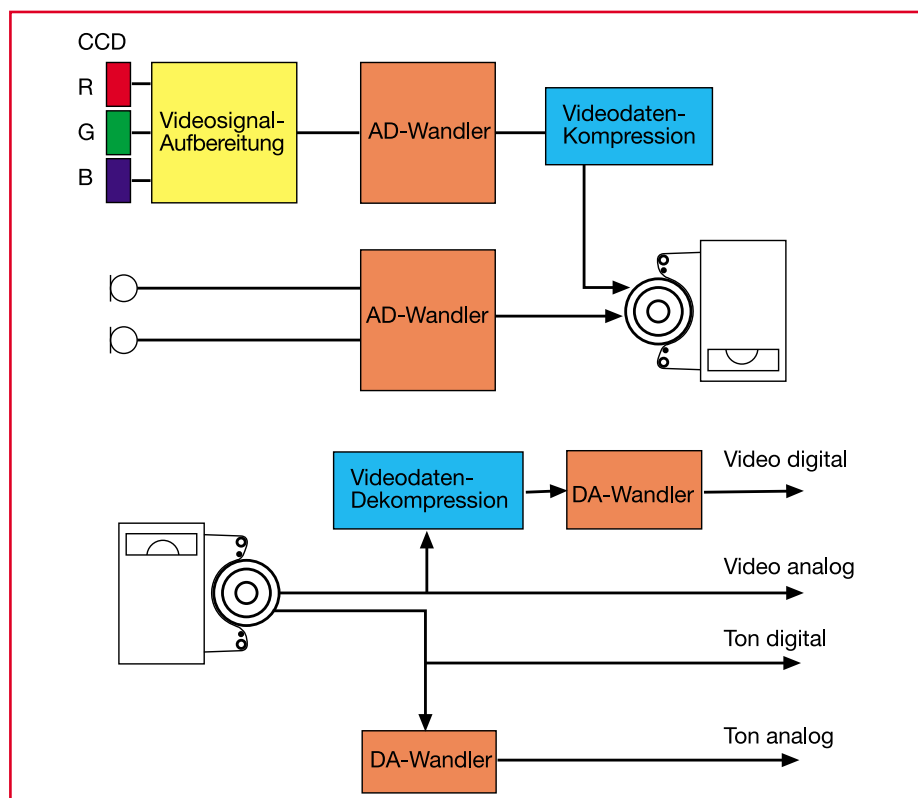 CCD
R
G
B
Videosignal-
Aufbereitung
AD-Wandler
Videodaten-
Kompression
AD-Wandler
Videodaten-
Dekompression
DA-Wandler
Video digital
Video analog
Ton digital
DA-Wandler
Ton analog